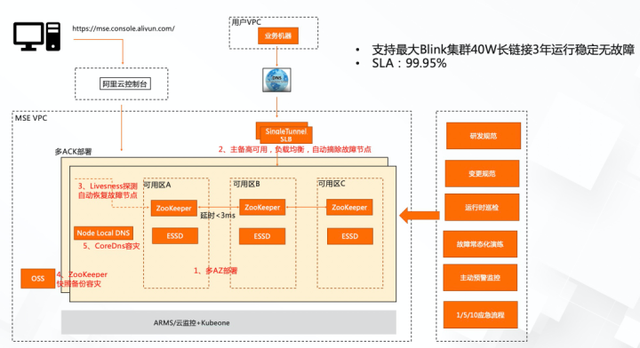 https://mse.console.alivun.com/
用户VPC
业务机器
DNS
阿里云控制台
• 支持最大Blink集群40W长链接3年运行稳定无故障
• SLA：99.95%
MSE VPC
SinaleTunnel
SLB
2、主备高可用，负载均衡，自动摘除故障节点
多ACK部署
3、Livesness探测
自动恢复故障节点
可用区A
可用区B
可用区C
ZooKeeper
ZooKeeper
ZooKeeper
延时<3ms
Node Local DNS
5、CoreDns容灾
ESSD
ESSD
ESSD
OSS
4、ZooKeeper
快照备份容灾
1、多AZ部署
ARMS/云监控+Kubeone
研发规范
变更规范
运行时巡检
故障常态化演练
主动预警监控
1/5/10应急流程